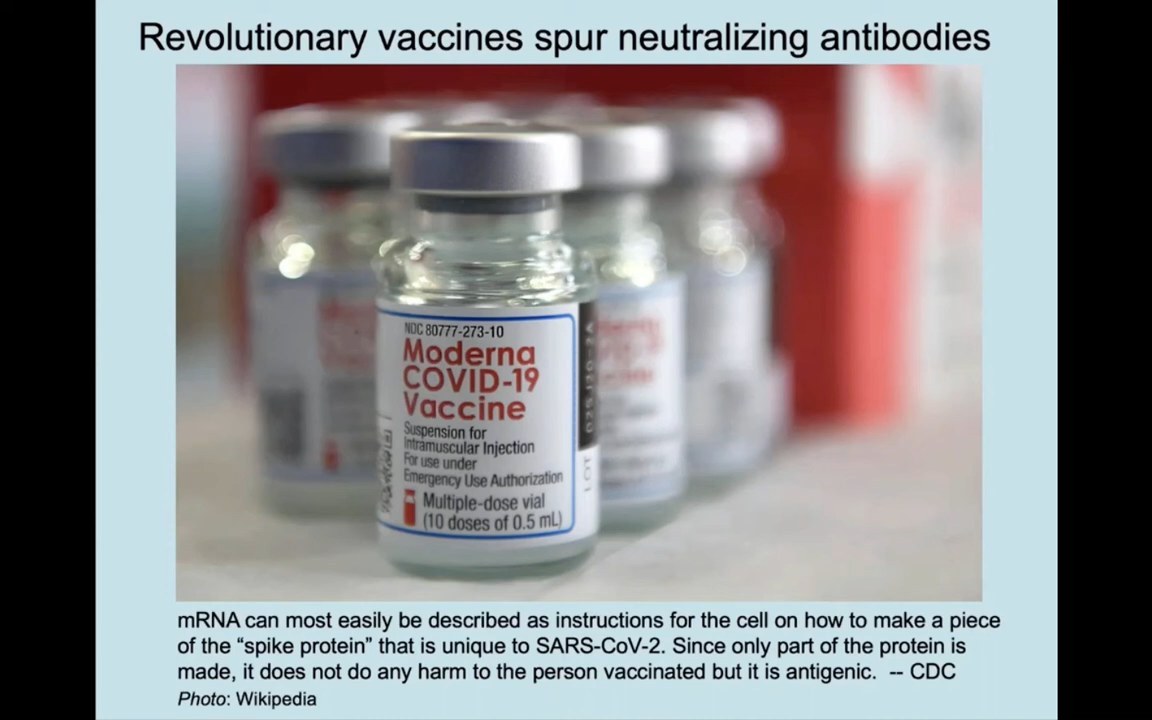 Revolutionary vaccines spur neutralizing antibodies
NDC 80777-273-10
Moderna
COVID-19
Vaccine
Suspension for
Intramuscular Injection
For use under
Emergency Use Authorization
Multiple-dose vial
(10 doses of 0.5 mL)
LOT 025J20-2A
mRNA can most easily be described as instructions for the cell on how to make a piece
of the “spike protein” that is unique to SARS-CoV-2. Since only part of the protein is
made, it does not do any harm to the person vaccinated but it is antigenic.  -- CDC
Photo: Wikipedia